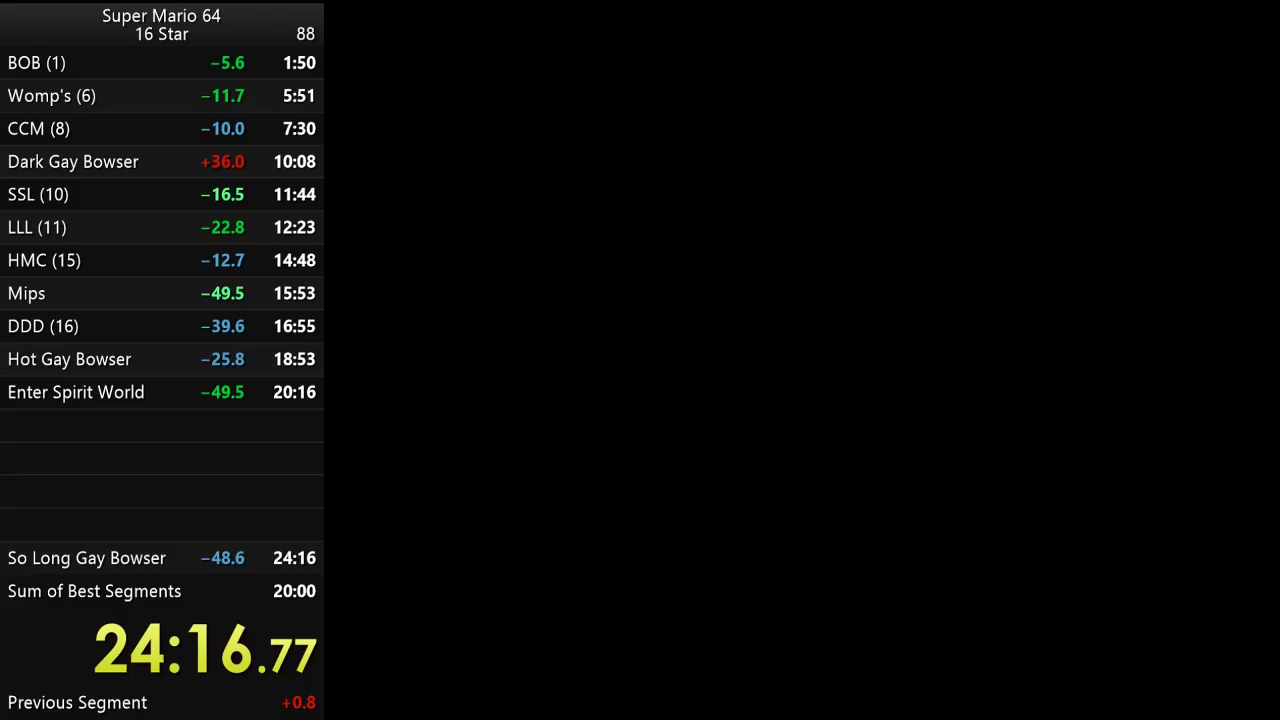 Super Mario 64
16 Star 88
BOB (1) −5.6 1:50
Womp's (6) −11.7 5:51
CCM (8) −10.0 7:30
Dark Gay Bowser +36.0 10:08
SSL (10) −16.5 11:44
LLL (11) −22.8 12:23
HMC (15) −12.7 14:48
Mips −49.5 15:53
DDD (16) −39.6 16:55
Hot Gay Bowser −25.8 18:53
Enter Spirit World −49.5 20:16
So Long Gay Bowser −48.6 24:16
Sum of Best Segments 20:00
24:16.77
Previous Segment +0.8